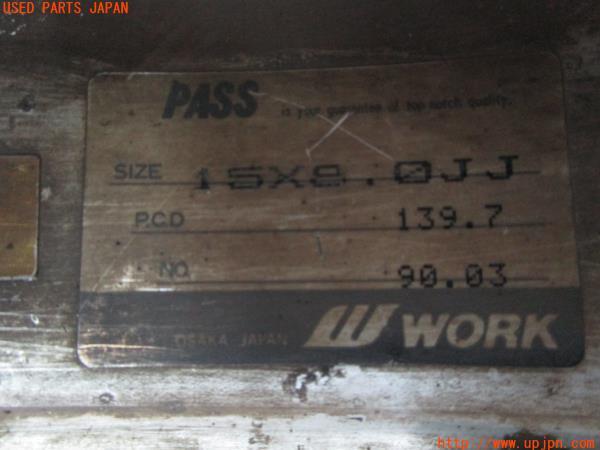 USED PARTS JAPAN
PASS is your guarantee of top notch quality.
SIZE 15X8.0JJ
P.C.D 139.7
NO. 90.03
OSAKA JAPAN W WORK
http://www.upjpn.com